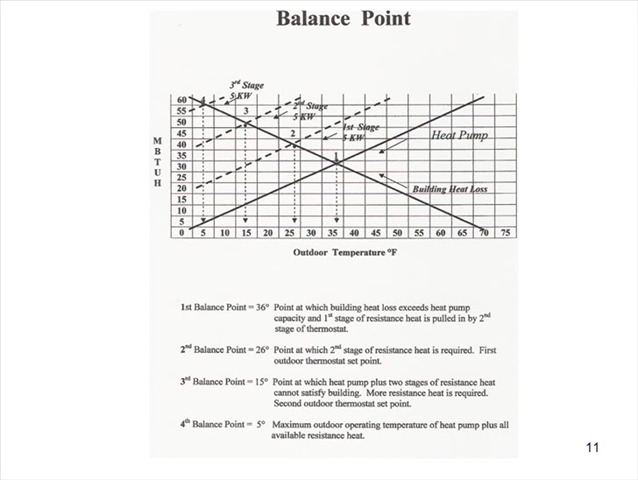 Balance Point
3rd Stage
5 KW
2nd Stage
5 KW
1st Stage
5 KW
Heat Pump
Building Heat Loss
4
3
2
1
MBTUH
60
55
50
45
40
35
30
25
20
15
10
5
0 5 10 15 20 25 30 35 40 45 50 55 60 65 70 75
Outdoor Temperature °F
1st Balance Point = 36° Point at which building heat loss exceeds heat pump
capacity and 1st stage of resistance heat is pulled in by 2nd
stage of thermostat.
2nd Balance Point = 26° Point at which 2nd stage of resistance heat is required. First
outdoor thermostat set point.
3rd Balance Point = 15° Point at which heat pump plus two stages of resistance heat
cannot satisfy building. More resistance heat is required.
Second outdoor thermostat set point.
4th Balance Point = 5° Maximum outdoor operating temperature of heat pump plus all
available resistance heat.
11